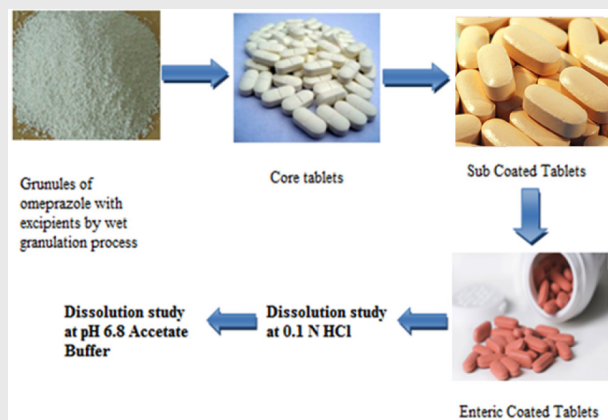 Grunules of
omeprazole with
excipients by wet
granulation process
Core tablets
Sub Coated Tablets
Enteric Coated Tablets
Dissolution study
at 0.1 N HCl
Dissolution study
at pH 6.8 Accetate
Buffer